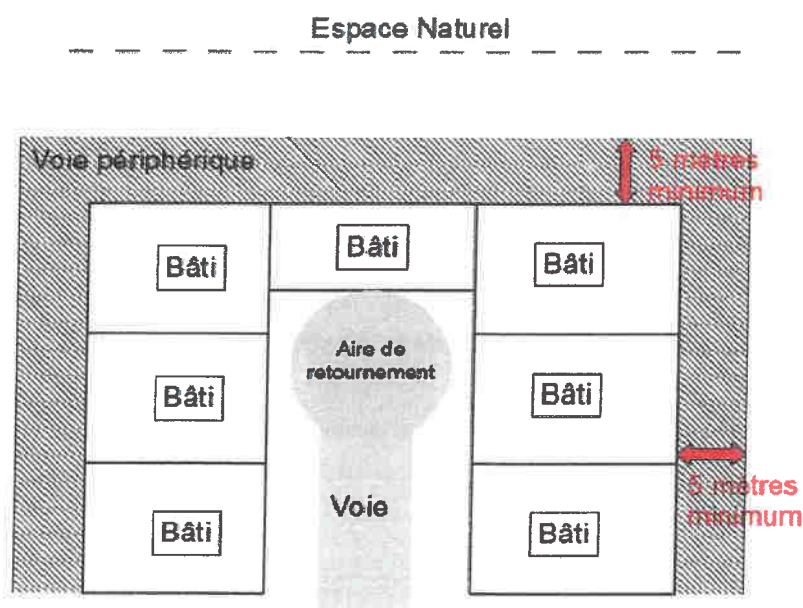 Espace Naturel
Voie périphérique
5 mètres
minimum
Bâti
Bâti
Bâti
Aire de
retournement
Bâti
Bâti
5 mètres
minimum
Voie
Bâti
Bâti